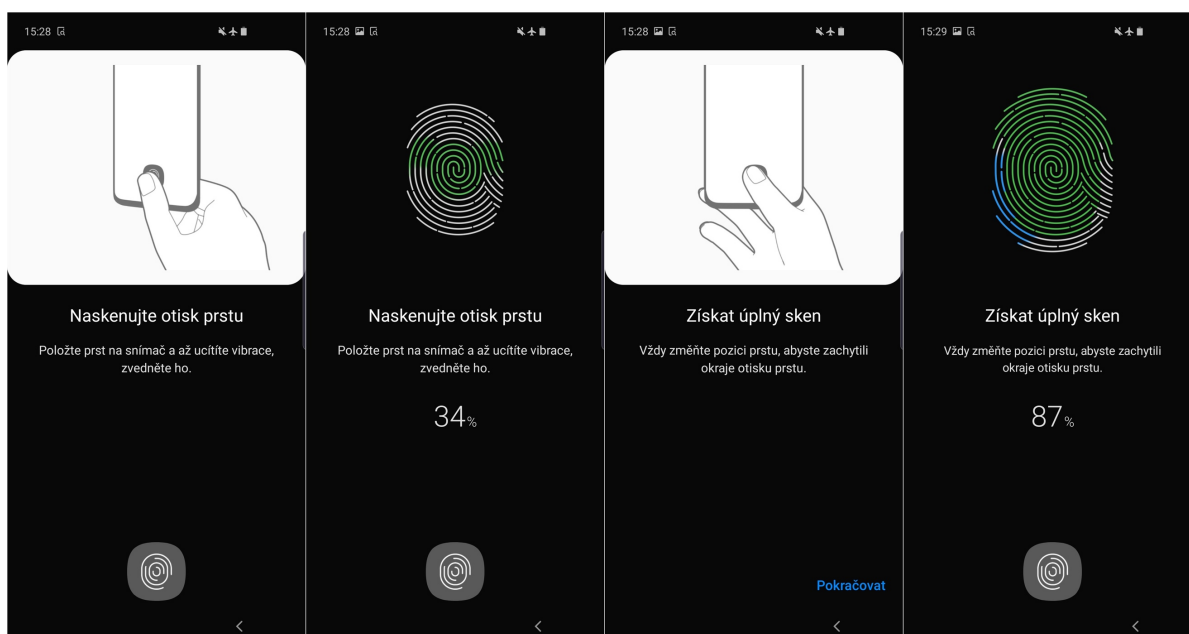 15:28
Naskenujte otisk prstu
Položte prst na snímač a až ucítíte vibrace,
zvedněte ho.
15:28
Naskenujte otisk prstu
Položte prst na snímač a až ucítíte vibrace,
zvedněte ho.
34%
15:28
Získat úplný sken
Vždy změňte pozici prstu, abyste zachytili
okraje otisku prstu.
Pokračovat
15:29
Získat úplný sken
Vždy změňte pozici prstu, abyste zachytili
okraje otisku prstu.
87%